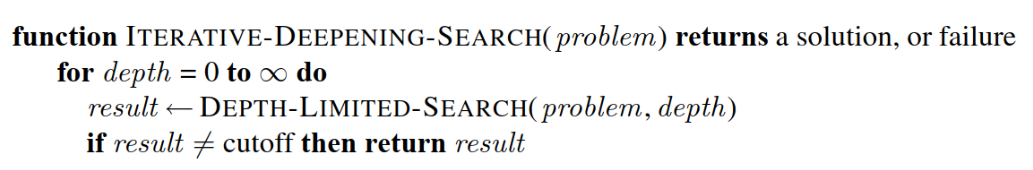 function ITERATIVE-DEEPENING-SEARCH(problem) returns a solution, or failure
for depth = 0 to ∞ do
result ← DEPTH-LIMITED-SEARCH(problem, depth)
if result ≠ cutoff then return result